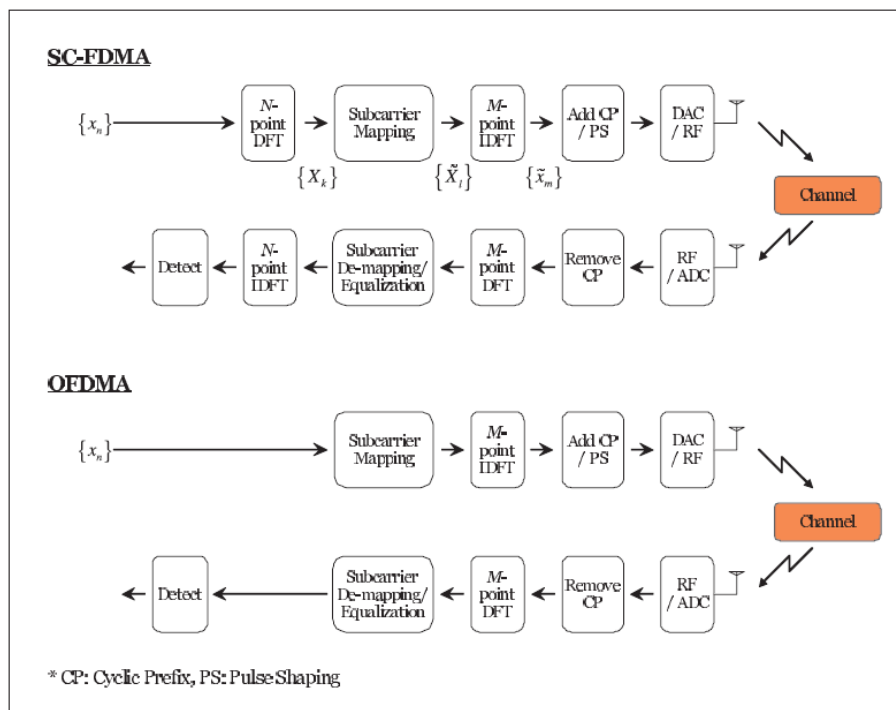 SC-FDMA
{x_n}
N-
point
DFT
Subcarrier
Mapping
M-
point
IDFT
Add CP
/ PS
DAC
/ RF
{X_k}
{X̃_l}
{x̃_m}
Channel
Detect
N-
point
IDFT
Subcarrier
De-mapping/
Equalization
M-
point
DFT
Remove
CP
RF
/ADC
OFDMA
{x_n}
Subcarrier
Mapping
M-
point
IDFT
Add CP
/ PS
DAC
/ RF
Channel
Detect
Subcarrier
De-mapping/
Equalization
M-
point
DFT
Remove
CP
RF
/ADC
* CP: Cyclic Prefix, PS: Pulse Shaping